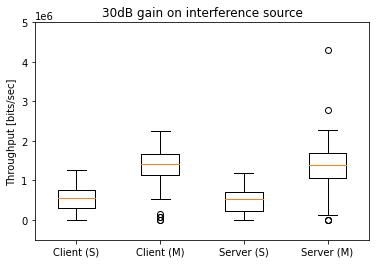 30dB gain on interference source
1e6
5
4
3
2
1
0
Throughput [bits/sec]
Client (S) Client (M) Server (S) Server (M)